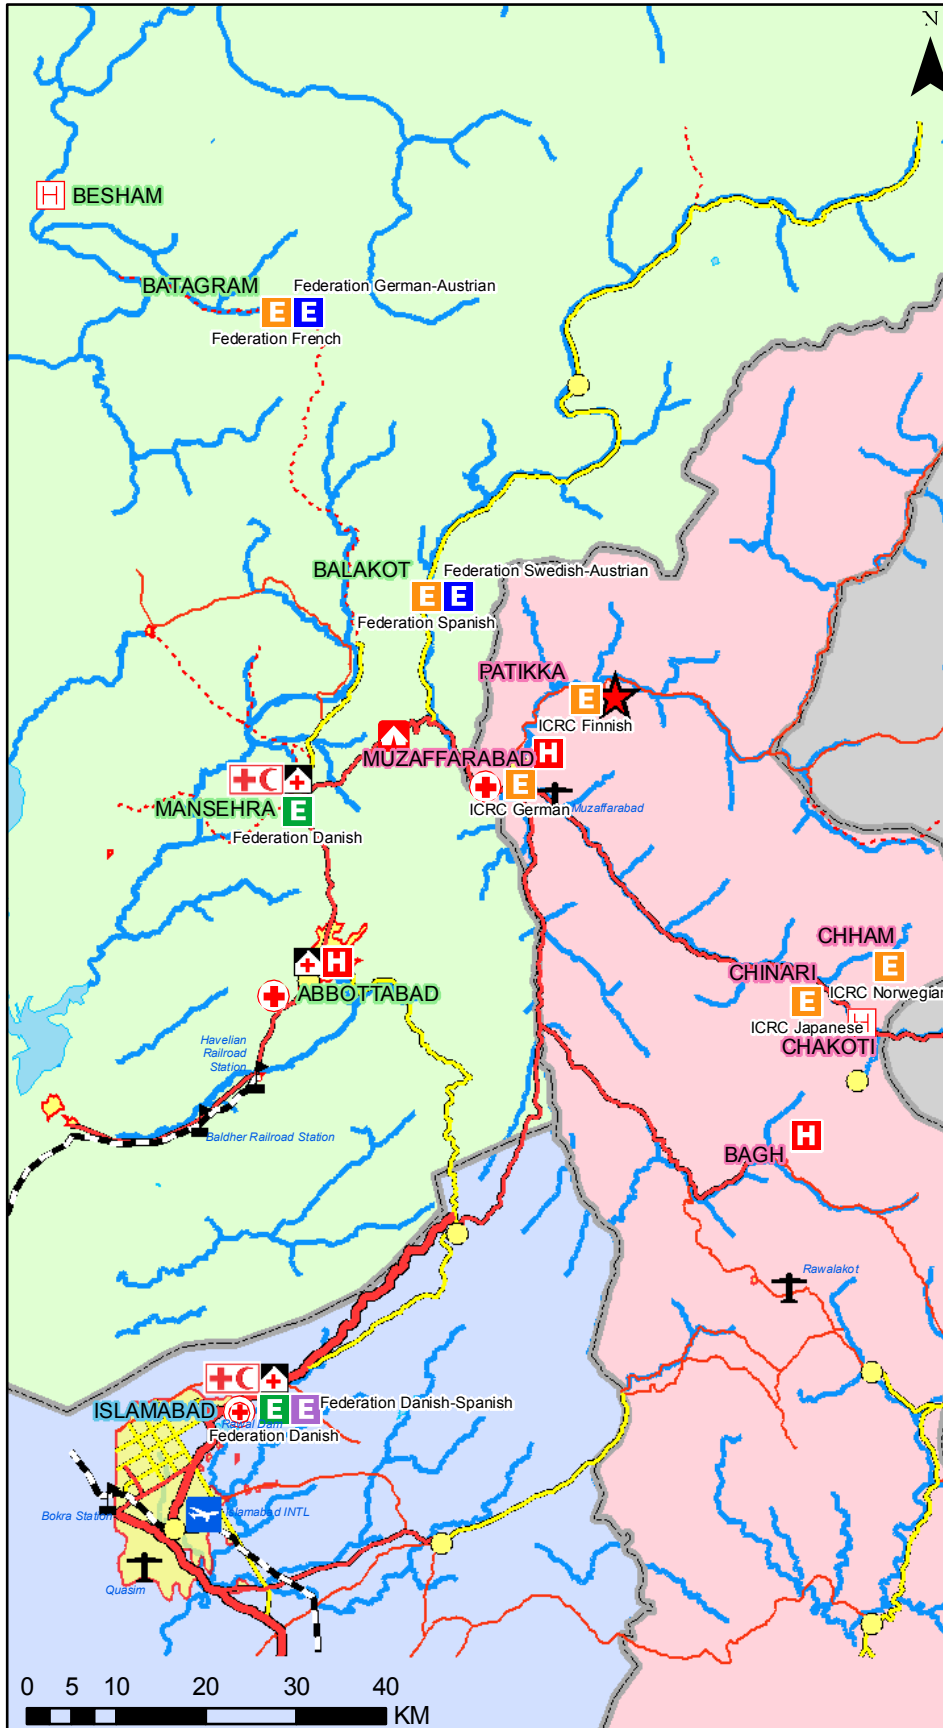 N
H BESHAM
BATAGRAM
Federation German-Austrian
E E
Federation French
BALAKOT
Federation Swedish-Austrian
E E
Federation Spanish
PATIKKA
E
ICRC Finnish
MUZAFFARABAD H
E
ICRC German
Muzaffarabad
MANSEHRA
E
Federation Danish
CHHAM
E
ICRC Norwegian
CHINARI
E
ICRC Japanese
H
CHAKOTI
H
ABBOTTABAD
Havelian
Railroad
Station
Baldher Railroad Station
H
BAGH
Rawalakot
ISLAMABAD
E E
Federation Danish-Spanish
Rawal Dam
Federation Danish
Bokra Station
Islamabad INTL
Quasim
0 5 10 20 30 40
KM